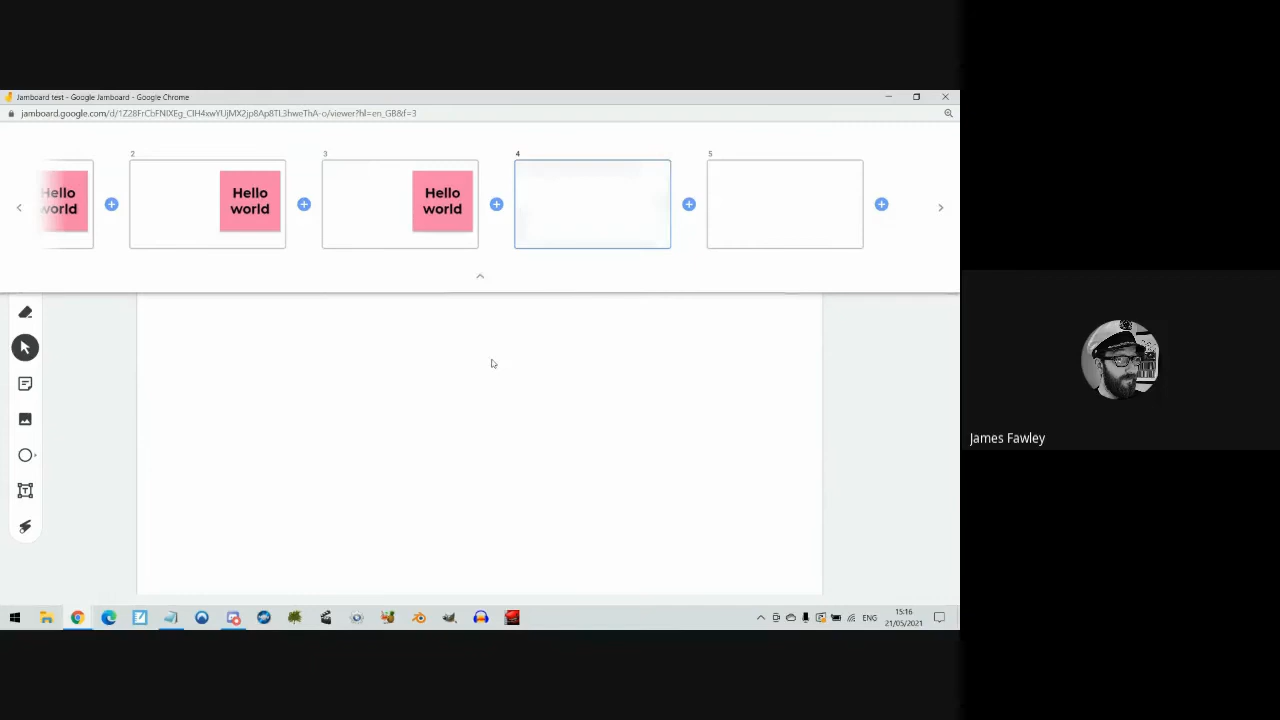 Jamboard test - Google Jamboard - Google Chrome
jamboard.google.com/d/1Z28FrCbFNIXEg_CIH4xwYUjMX2jp8Ap8TL3hweThA-o/viewer?hl=en_GB&f=3
2
3
4
5
Hello
world
Hello
world
Hello
world
James Fawley
ENG
15:16
21/05/2021